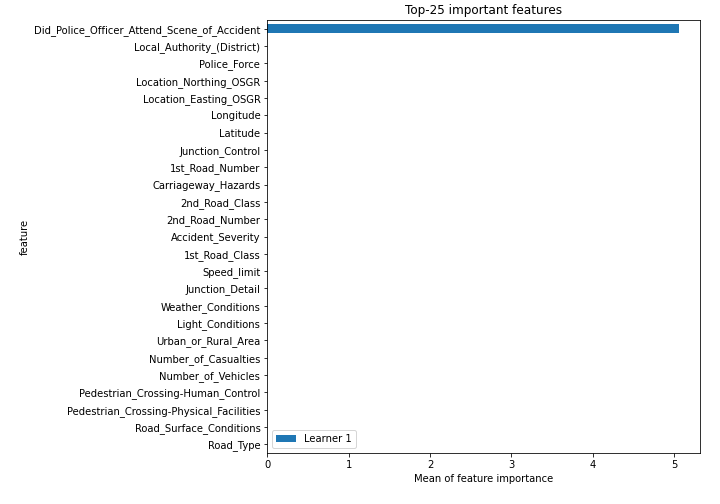 Top-25 important features
Did_Police_Officer_Attend_Scene_of_Accident
Local_Authority_(District)
Police_Force
Location_Northing_OSGR
Location_Easting_OSGR
Longitude
Latitude
Junction_Control
1st_Road_Number
Carriageway_Hazards
2nd_Road_Class
2nd_Road_Number
Accident_Severity
1st_Road_Class
Speed_limit
Junction_Detail
Weather_Conditions
Light_Conditions
Urban_or_Rural_Area
Number_of_Casualties
Number_of_Vehicles
Pedestrian_Crossing-Human_Control
Pedestrian_Crossing-Physical_Facilities
Road_Surface_Conditions
Road_Type
feature
Learner 1
0 1 2 3 4 5
Mean of feature importance